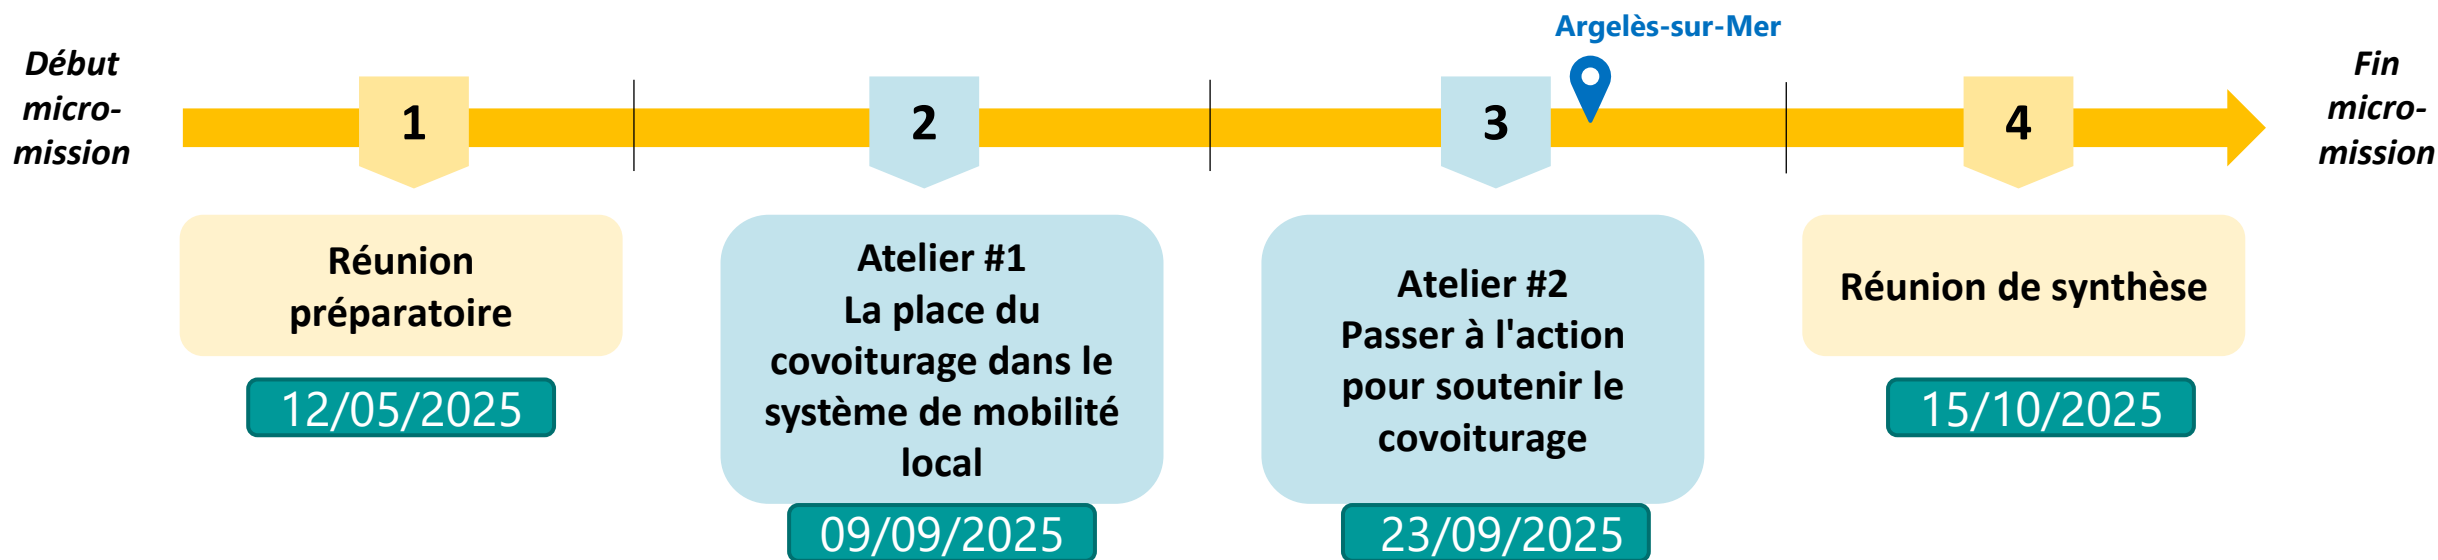 Argelès-sur-Mer
Début
micro-
mission
1
2
3
4
Fin
micro-
mission
Réunion
préparatoire
12/05/2025
Atelier #1
La place du
covoiturage dans le
système de mobilité
local
09/09/2025
Atelier #2
Passer à l'action
pour soutenir le
covoiturage
23/09/2025
Réunion de synthèse
15/10/2025